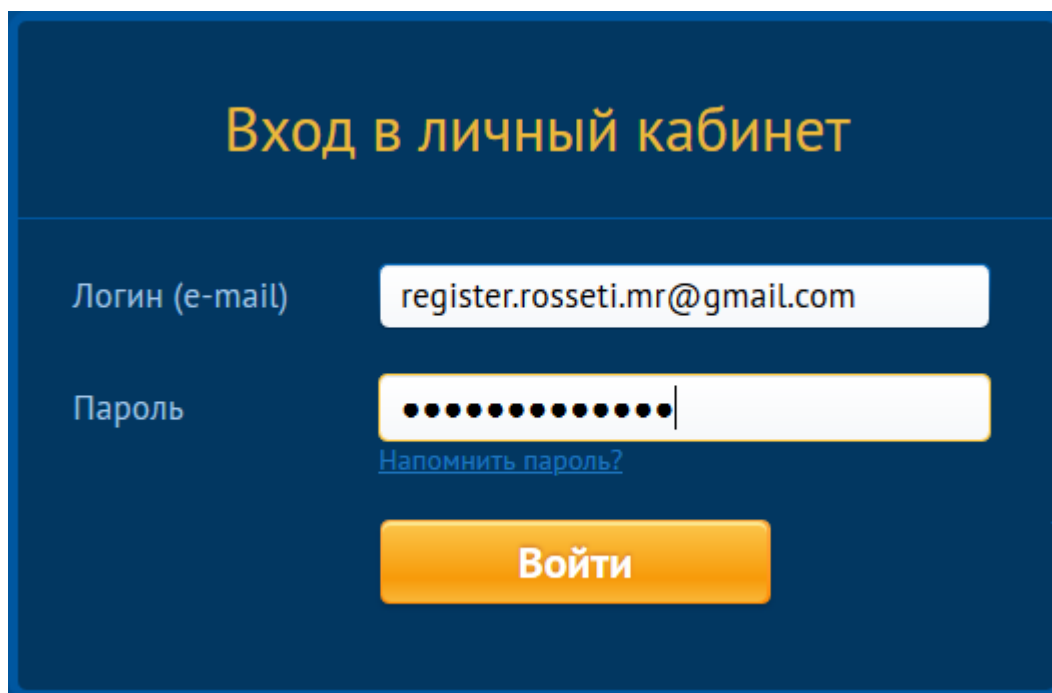 Вход в личный кабинет
Логин (e-mail)
register.rosseti.mr@gmail.com
Пароль
●●●●●●●●●●●●●
Напомнить пароль?
Войти